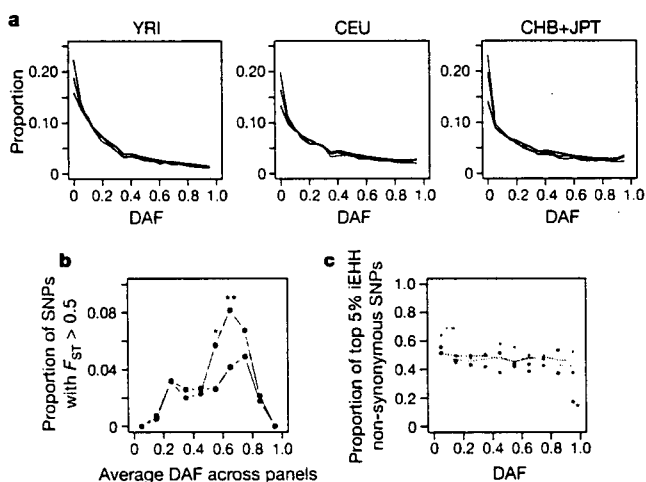 a
YRI
CEU
CHB+JPT
Proportion
0.20
0.10
0
0 0.2 0.4 0.6 0.8 1.0
DAF
0.20
0.10
0
0 0.2 0.4 0.6 0.8 1.0
DAF
0.20
0.10
0
0 0.2 0.4 0.6 0.8 1.0
DAF
b
Proportion of SNPs
with FST > 0.5
0.08
0.04
0
**
*
0 0.2 0.4 0.6 0.8 1.0
Average DAF across panels
c
Proportion of top 5% iEHH
non-synonymous SNPs
1.0
0.8
0.6
0.4
0.2
0
0 0.2 0.4 0.6 0.8 1.0
DAF